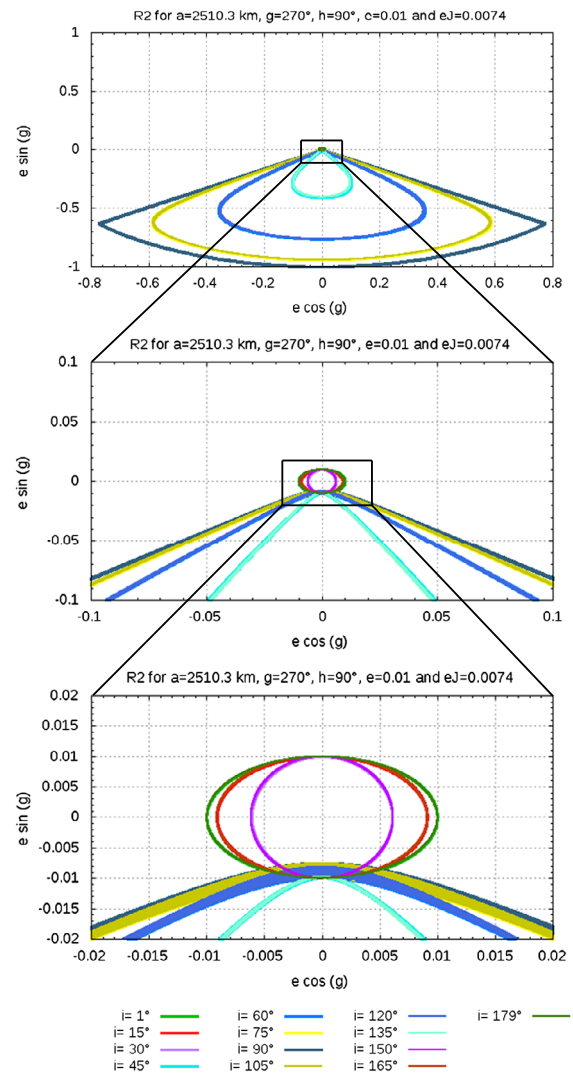 R2 for a=2510.3 km, g=270°, h=90°, c=0.01 and eJ=0.0074
1
0.5
0
-0.5
-1
e sin (g)
-0.8 -0.6 -0.4 -0.2 0 0.2 0.4 0.6 0.8
e cos (g)
R2 for a=2510.3 km, g=270°, h=90°, e=0.01 and eJ=0.0074
0.1
0.05
0
-0.05
-0.1
e sin (g)
-0.1 -0.05 0 0.05 0.1
e cos (g)
R2 for a=2510.3 km, g=270°, h=90°, e=0.01 and eJ=0.0074
0.02
0.015
0.01
0.005
0
-0.005
-0.01
-0.015
-0.02
e sin (g)
-0.02 -0.015 -0.01 -0.005 0 0.005 0.01 0.015 0.02
e cos (g)
i= 1° i= 60° i= 120° i= 179°
i= 15° i= 75° i= 135°
i= 30° i= 90° i= 150°
i= 45° i= 105° i= 165°